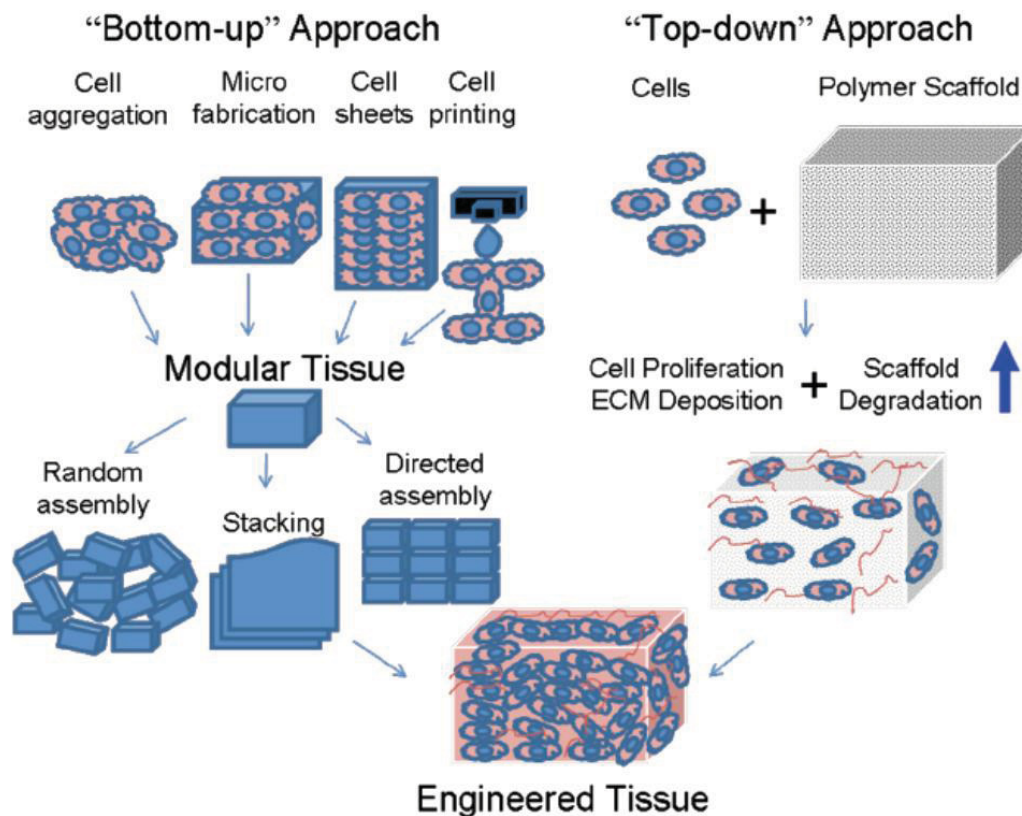 “Bottom-up” Approach
Cell
aggregation
Micro
fabrication
Cell
sheets
Cell
printing
Modular Tissue
Random
assembly
Stacking
Directed
assembly
“Top-down” Approach
Cells
Polymer Scaffold
+
Cell Proliferation
ECM Deposition
+
Scaffold
Degradation
Engineered Tissue